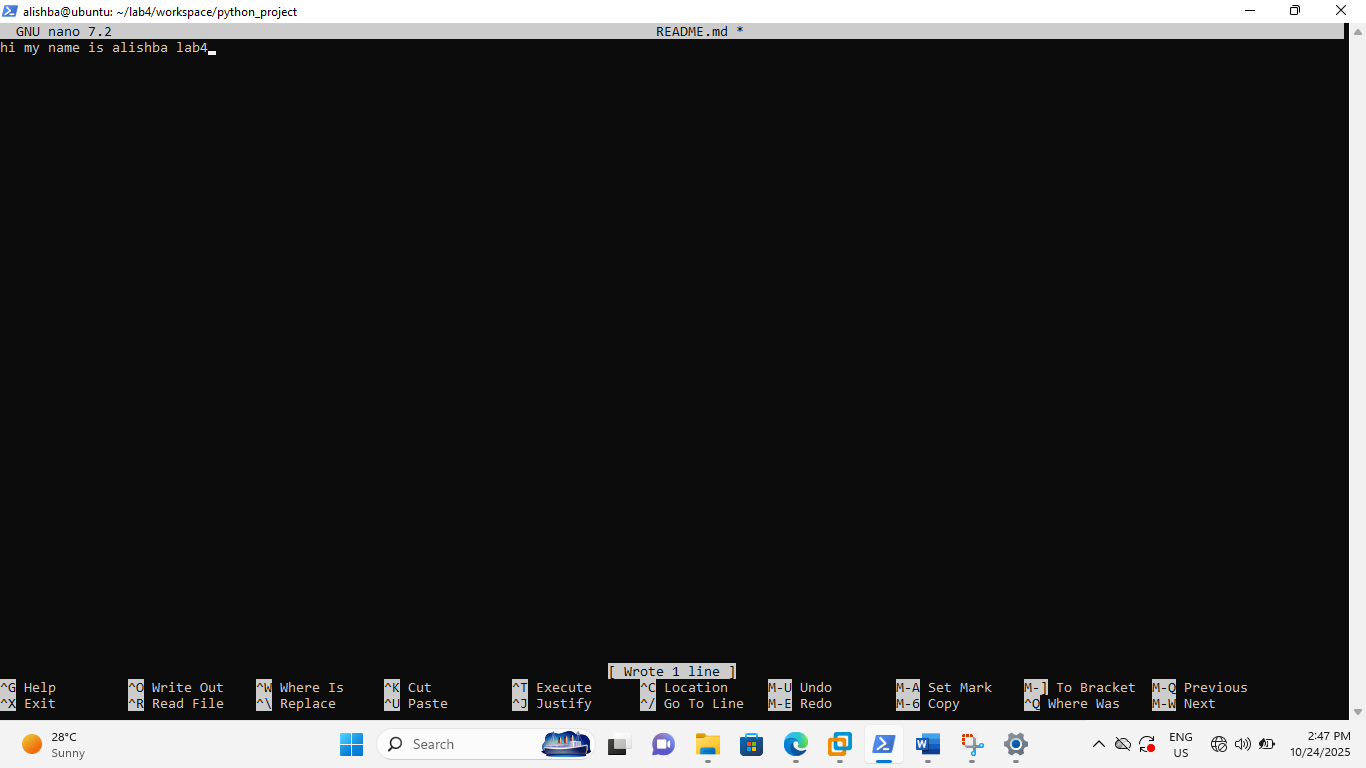 alishba@ubuntu: ~/lab4/workspace/python_project
GNU nano 7.2 README.md *
hi my name is alishba lab4
[ Wrote 1 line ]
^G Help ^O Write Out ^W Where Is ^K Cut ^T Execute ^C Location M-U Undo M-A Set Mark M-] To Bracket M-Q Previous
^X Exit ^R Read File ^\ Replace ^U Paste ^J Justify ^/ Go To Line M-E Redo M-6 Copy ^Q Where Was M-W Next
28°C
Sunny
Search
ENG
US
2:47 PM
10/24/2025